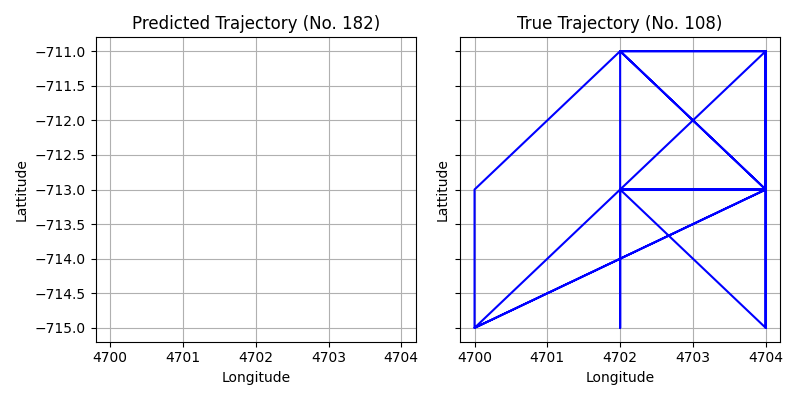 Predicted Trajectory (No. 182)
True Trajectory (No. 108)
−711.0
−711.5
−712.0
−712.5
−713.0
−713.5
−714.0
−714.5
−715.0
Lattitude
Lattitude
4700 4701 4702 4703 4704
4700 4701 4702 4703 4704
Longitude
Longitude